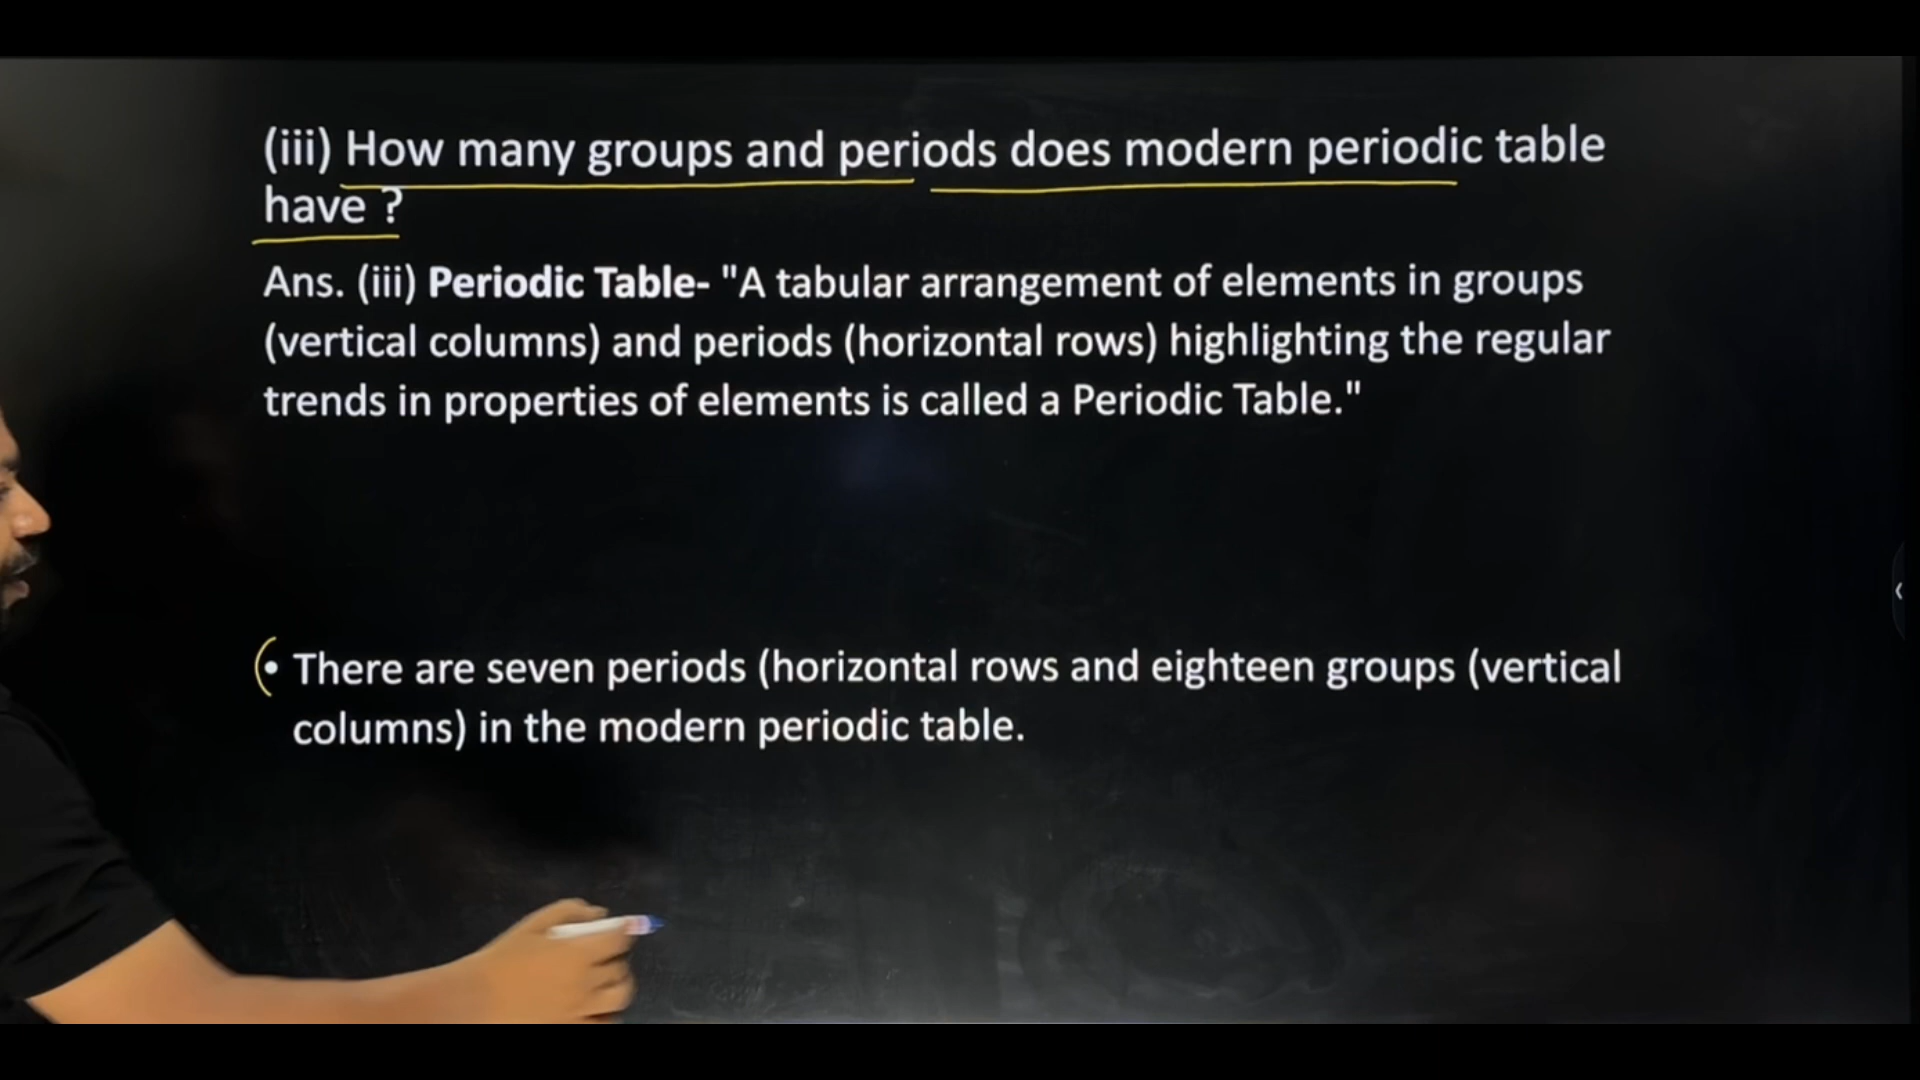 (iii) How many groups and periods does modern periodic table
have ?
Ans. (iii) Periodic Table- "A tabular arrangement of elements in groups
(vertical columns) and periods (horizontal rows) highlighting the regular
trends in properties of elements is called a Periodic Table."
• There are seven periods (horizontal rows and eighteen groups (vertical
columns) in the modern periodic table.